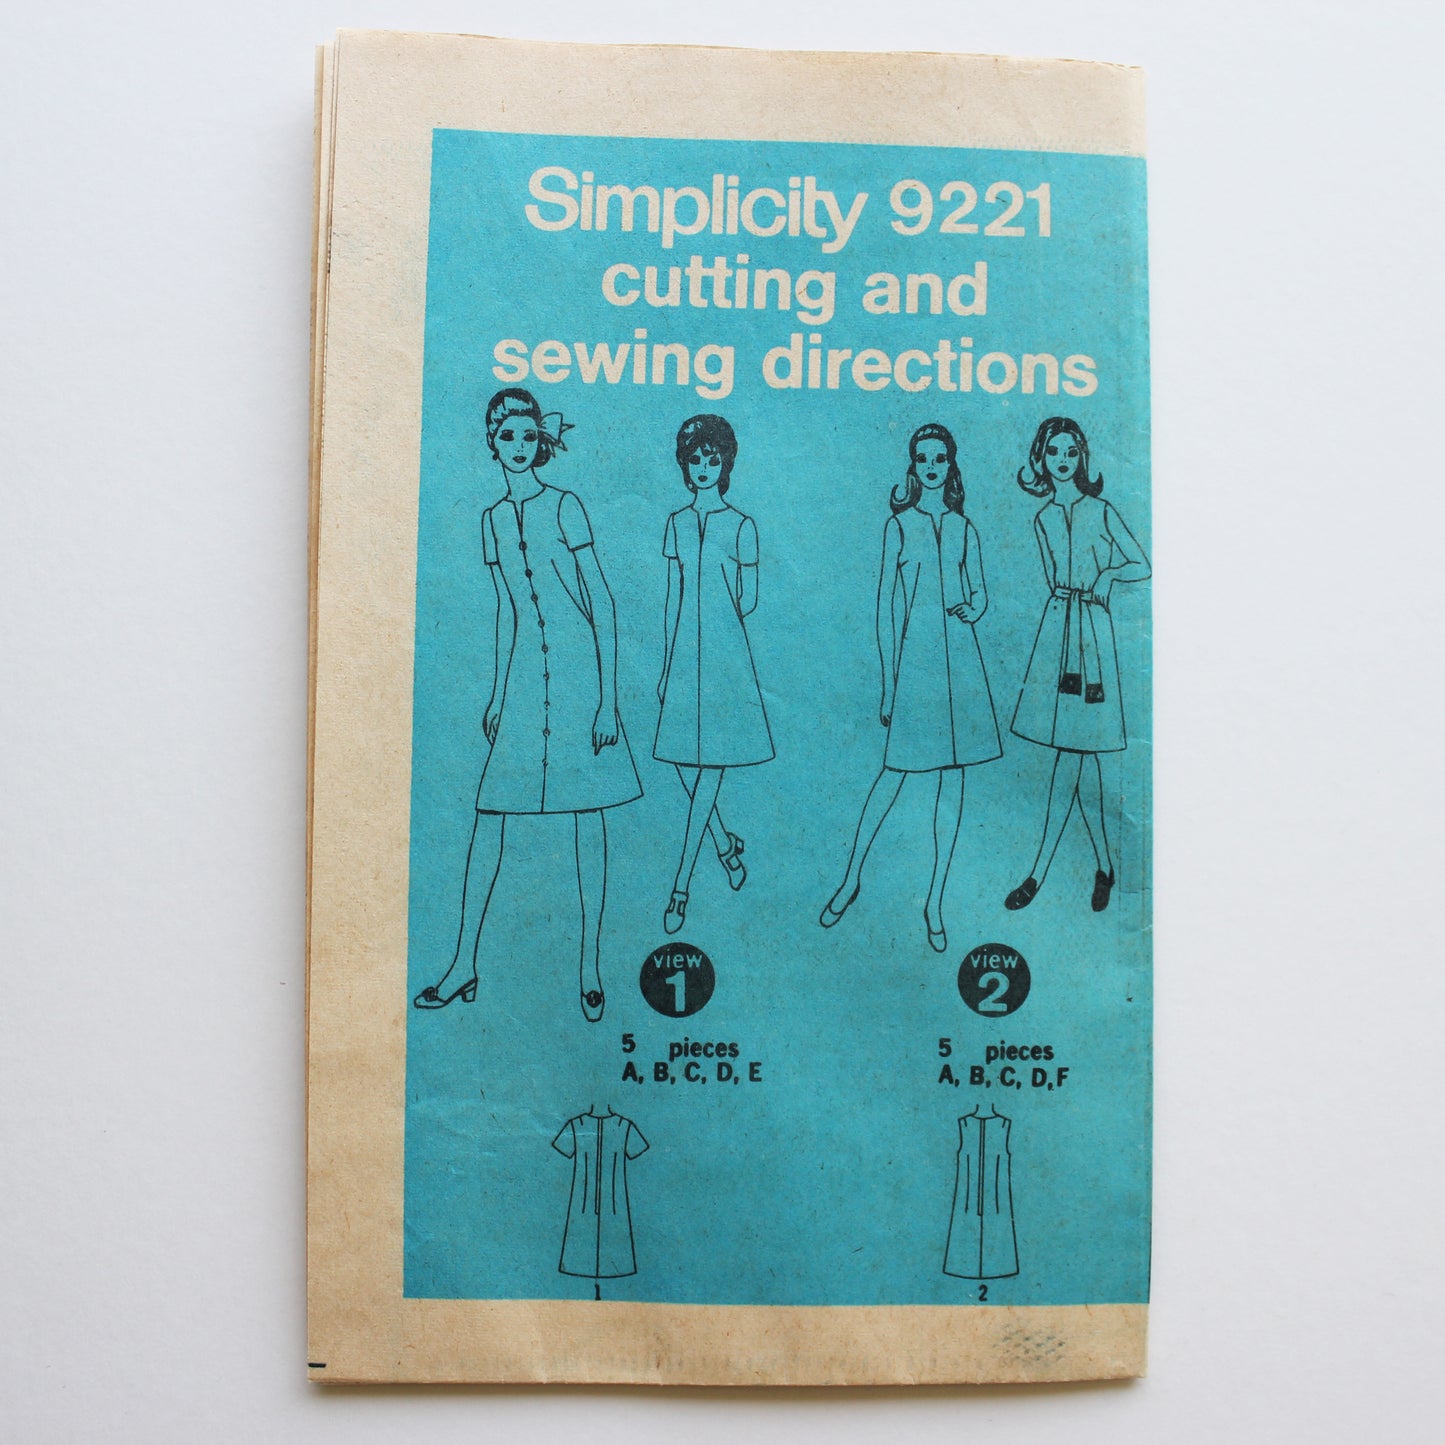 Simplicity 9221
cutting and
sewing directions
view
1
5 pieces
A, B, C, D, E
view
2
5 pieces
A, B, C, D, F
1
2